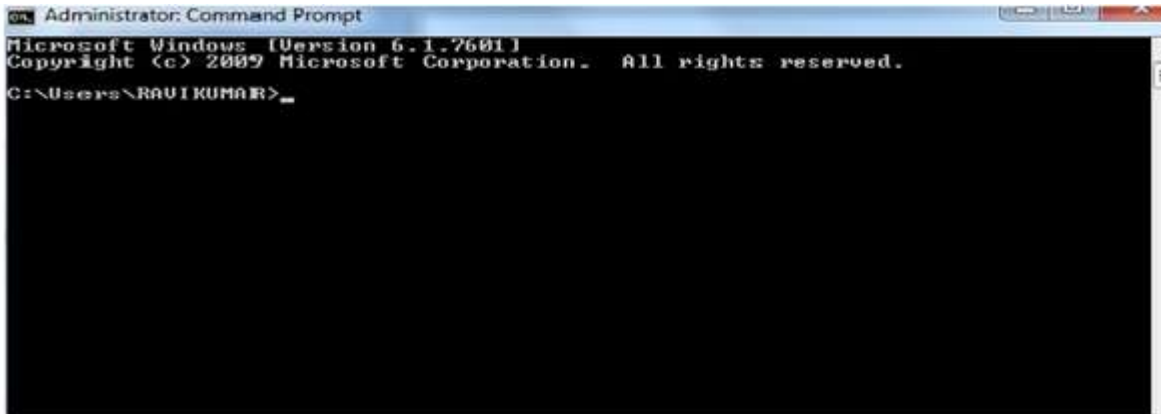 Administrator: Command Prompt
Microsoft Windows [Version 6.1.7601]
Copyright (c) 2009 Microsoft Corporation.  All rights reserved.
C:\Users\RAVIKUMAR>_